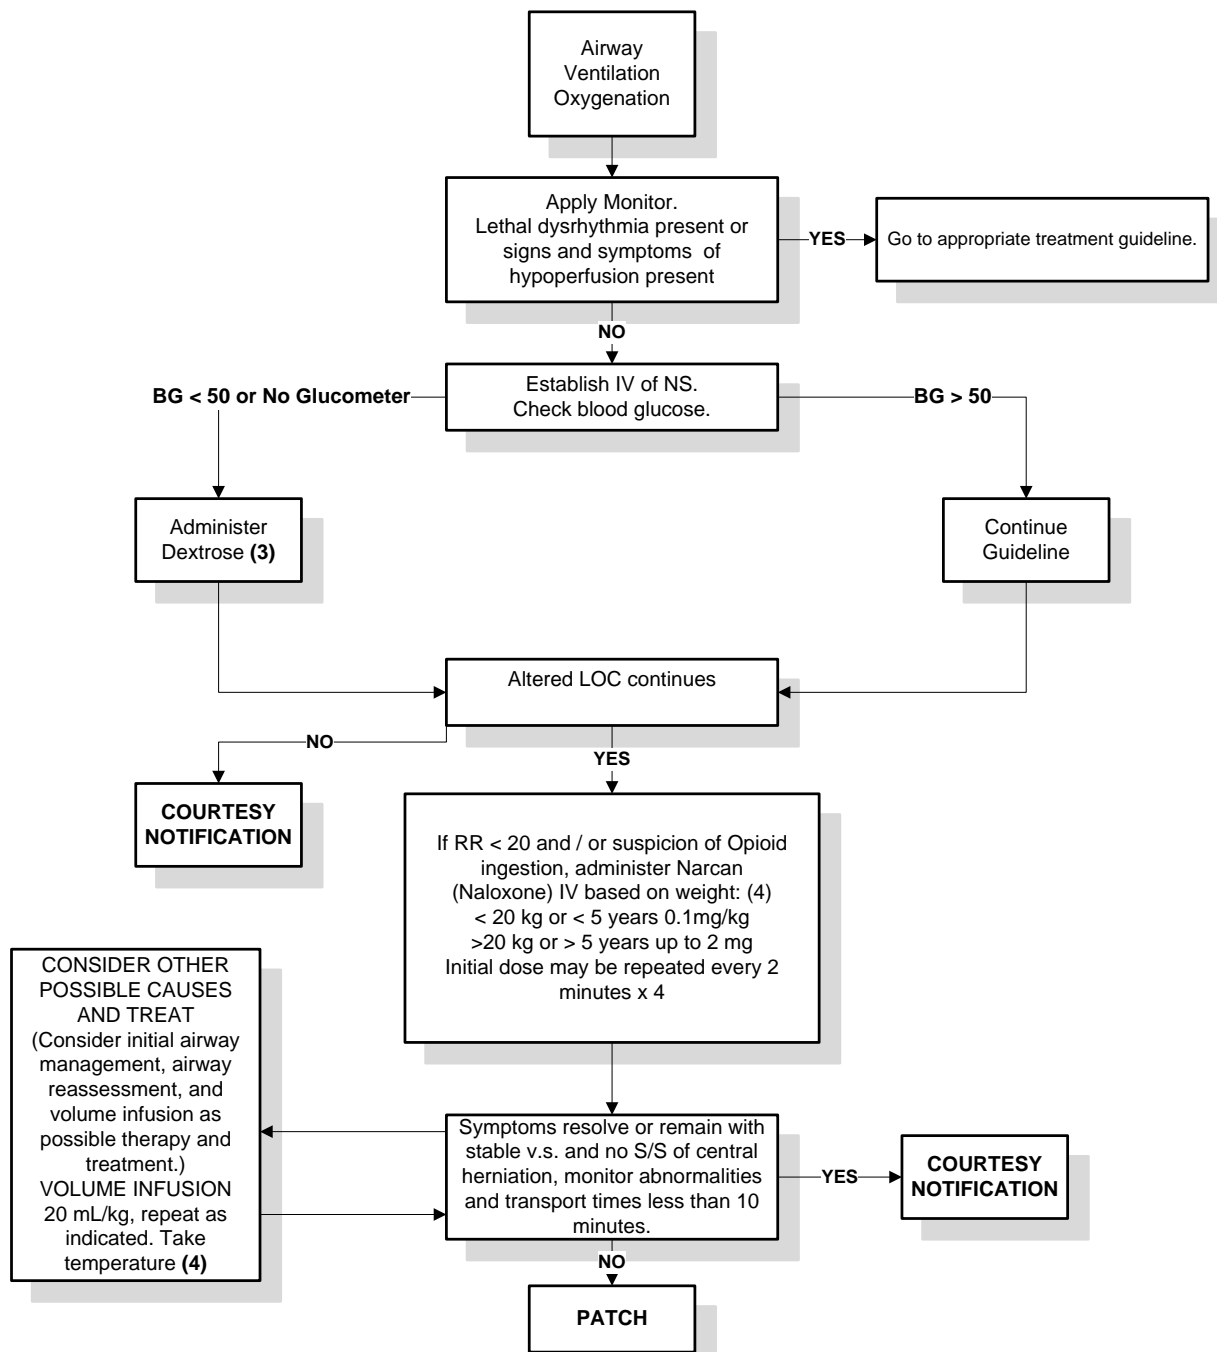 Airway
Ventilation
Oxygenation
Apply Monitor.
Lethal dysrhythmia present or
signs and symptoms of
hypoperfusion present
YES
Go to appropriate treatment guideline.
NO
BG < 50 or No Glucometer
Establish IV of NS.
Check blood glucose.
BG > 50
Administer
Dextrose (3)
Continue
Guideline
Altered LOC continues
NO
YES
COURTESY
NOTIFICATION
If RR < 20 and / or suspicion of Opioid
ingestion, administer Narcan
(Naloxone) IV based on weight: (4)
< 20 kg or < 5 years 0.1mg/kg
>20 kg or > 5 years up to 2 mg
Initial dose may be repeated every 2
minutes x 4
CONSIDER OTHER
POSSIBLE CAUSES
AND TREAT
(Consider initial airway
management, airway
reassessment, and
volume infusion as
possible therapy and
treatment.)
VOLUME INFUSION
20 mL/kg, repeat as
indicated. Take
temperature (4)
Symptoms resolve or remain with
stable v.s. and no S/S of central
herniation, monitor abnormalities
and transport times less than 10
minutes.
YES
COURTESY
NOTIFICATION
NO
PATCH